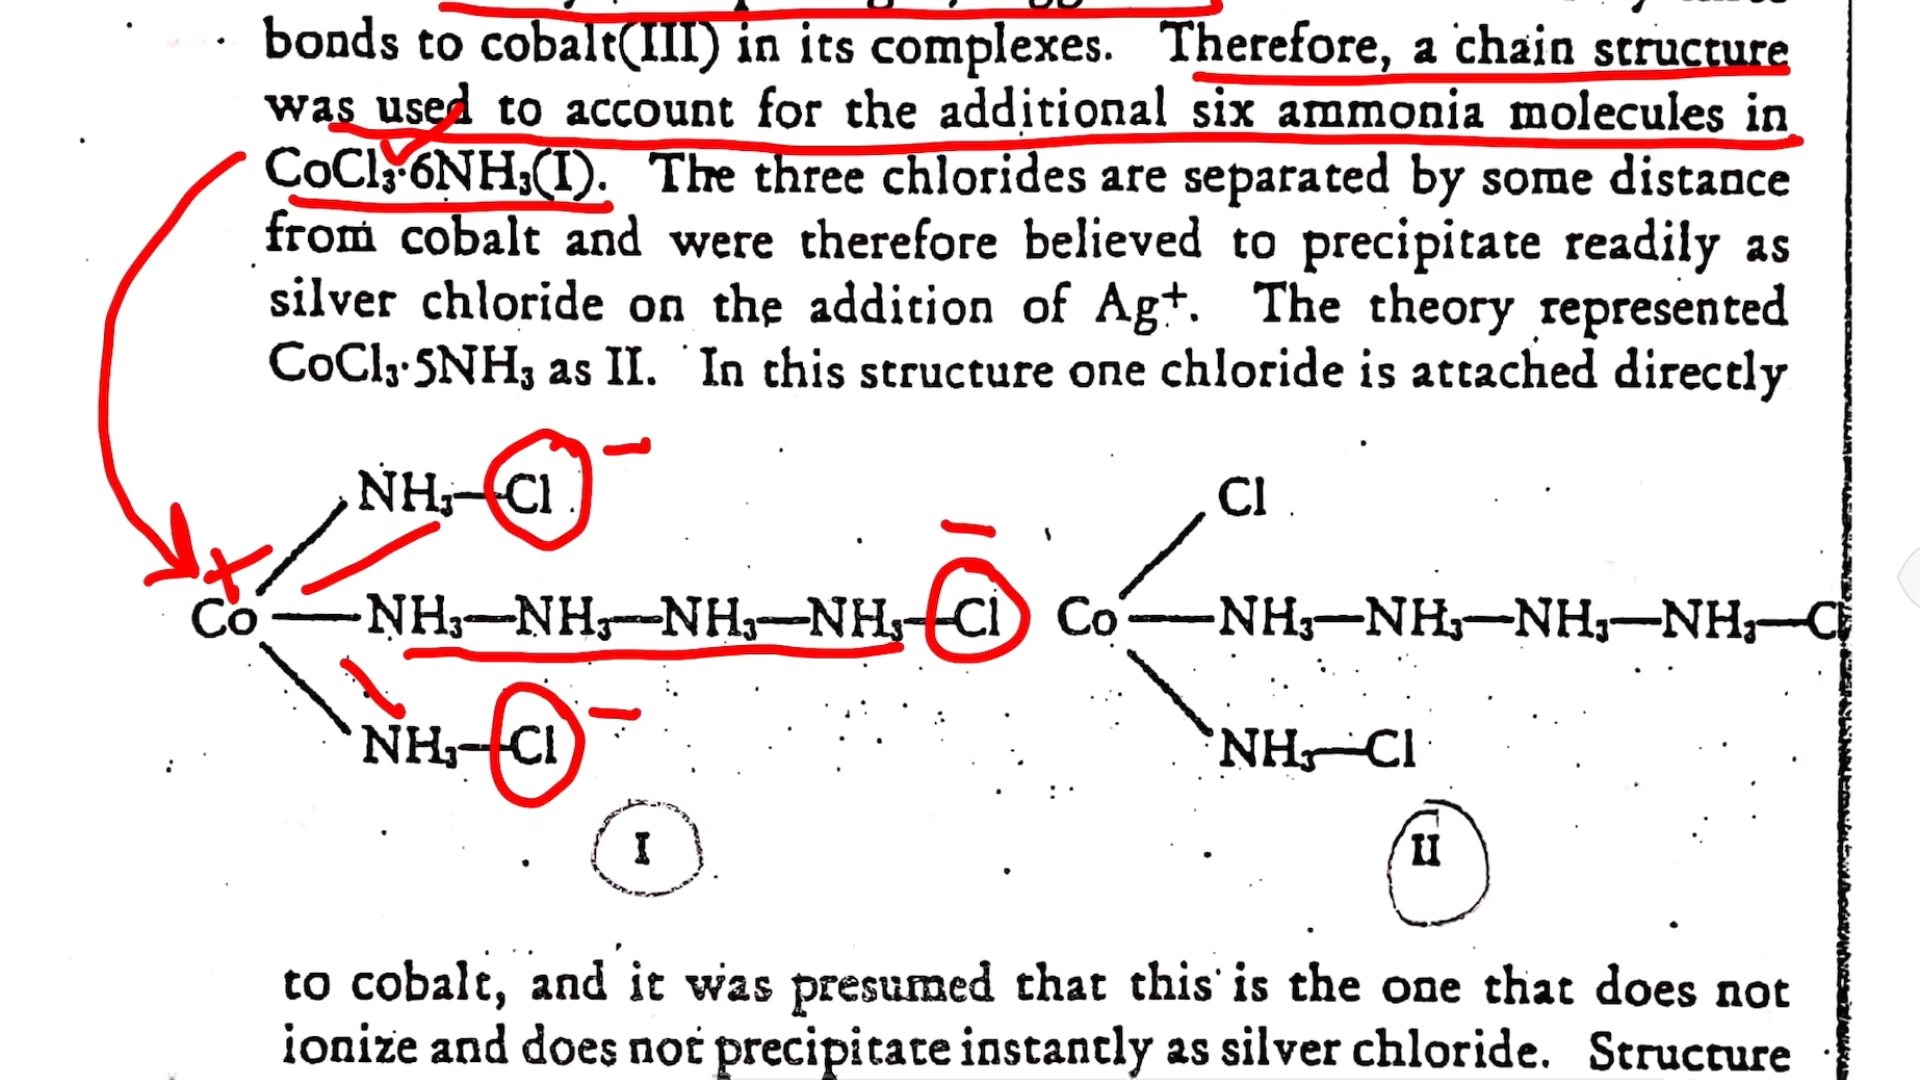 bonds to cobalt(III) in its complexes. Therefore, a chain structure
was used to account for the additional six ammonia molecules in
CoCl₃·6NH₃(I). The three chlorides are separated by some distance
from cobalt and were therefore believed to precipitate readily as
silver chloride on the addition of Ag⁺. The theory represented
CoCl₃·5NH₃ as II. In this structure one chloride is attached directly
NH₃—Cl −
Cl
+ −
Co—NH₃—NH₃—NH₃—NH₃—Cl
Co—NH₃—NH₃—NH₃—NH₃—C
NH₃—Cl −
NH₃—Cl
I
II
to cobalt, and it was presumed that this is the one that does not
ionize and does not precipitate instantly as silver chloride. Structure